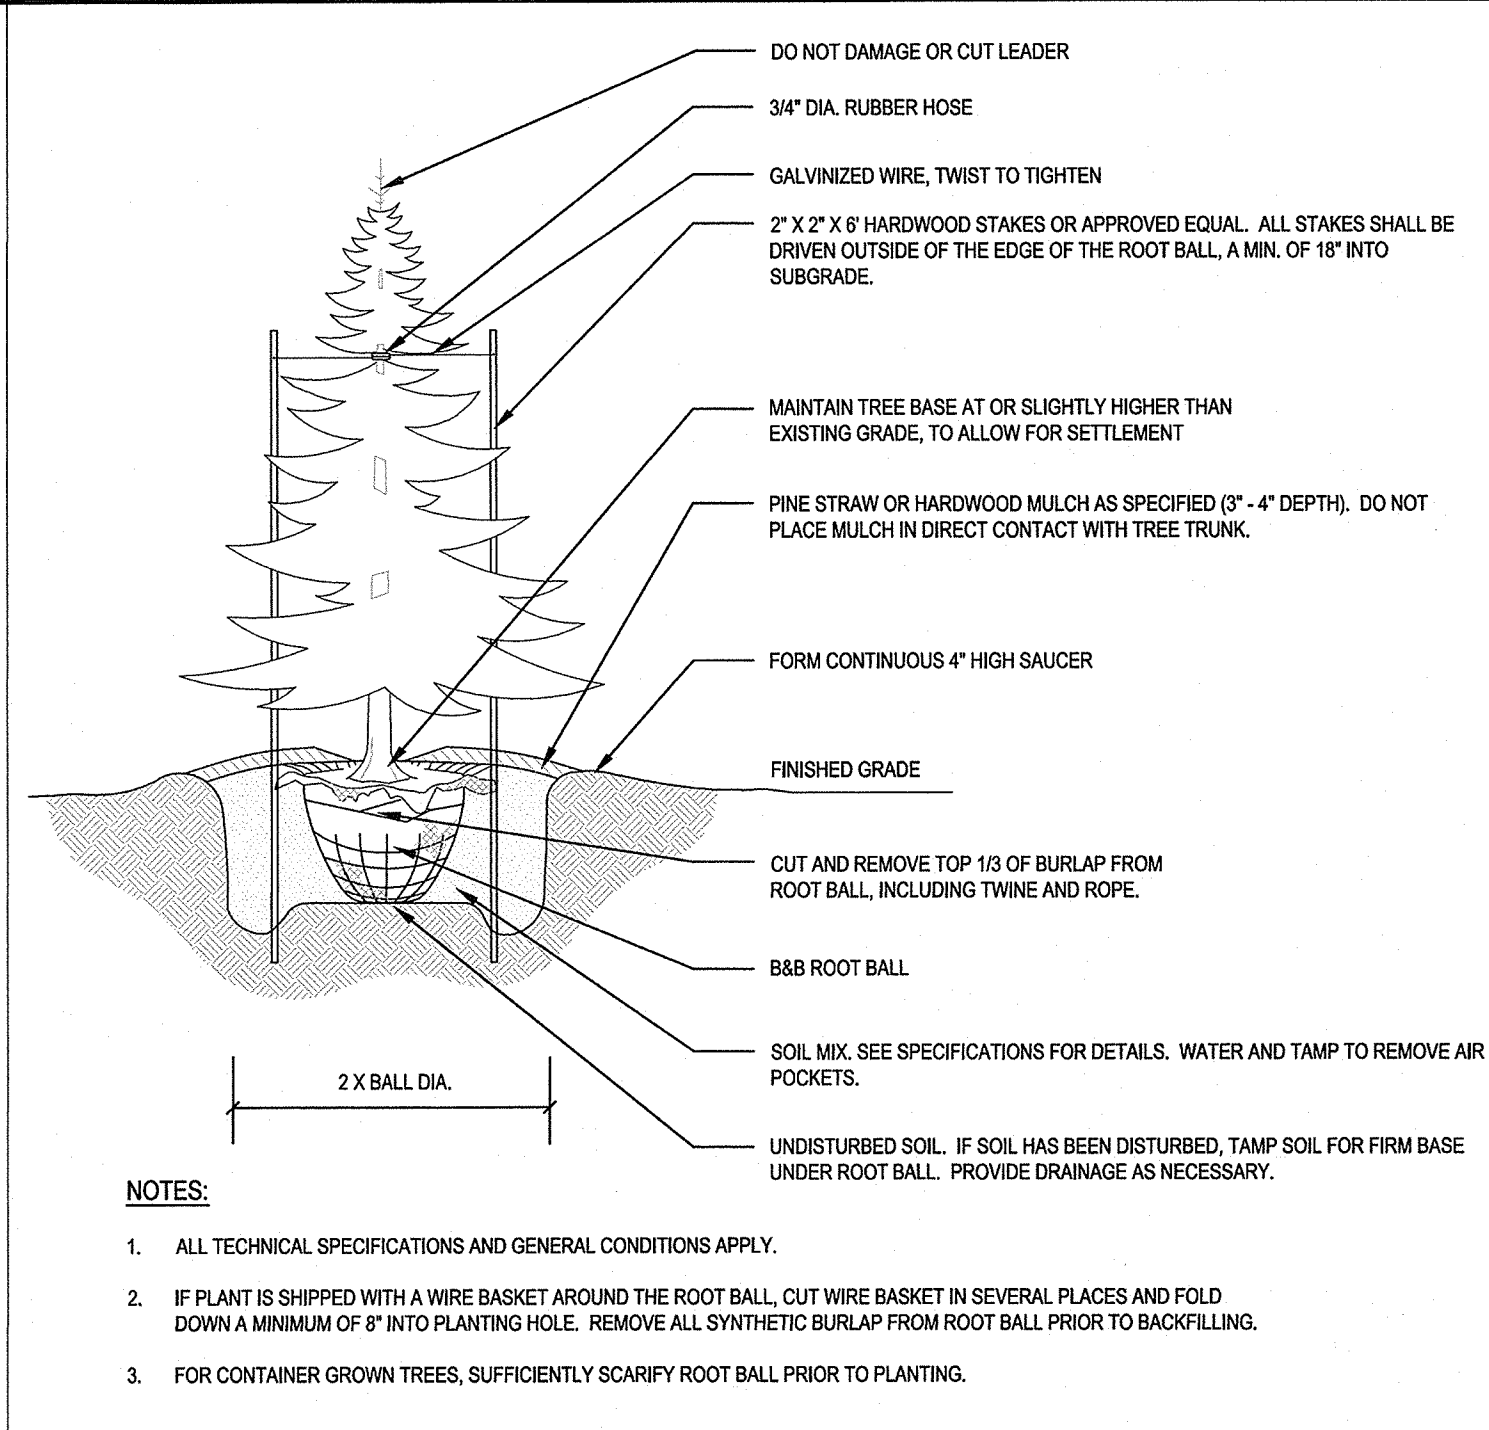 DO NOT DAMAGE OR CUT LEADER
3/4" DIA. RUBBER HOSE
GALVINIZED WIRE, TWIST TO TIGHTEN
2" X 2" X 6' HARDWOOD STAKES OR APPROVED EQUAL. ALL STAKES SHALL BE
DRIVEN OUTSIDE OF THE EDGE OF THE ROOT BALL, A MIN. OF 18" INTO
SUBGRADE.
MAINTAIN TREE BASE AT OR SLIGHTLY HIGHER THAN
EXISTING GRADE, TO ALLOW FOR SETTLEMENT
PINE STRAW OR HARDWOOD MULCH AS SPECIFIED (3" - 4" DEPTH). DO NOT
PLACE MULCH IN DIRECT CONTACT WITH TREE TRUNK.
FORM CONTINUOUS 4" HIGH SAUCER
FINISHED GRADE
CUT AND REMOVE TOP 1/3 OF BURLAP FROM
ROOT BALL, INCLUDING TWINE AND ROPE.
B&B ROOT BALL
SOIL MIX. SEE SPECIFICATIONS FOR DETAILS. WATER AND TAMP TO REMOVE AIR
POCKETS.
2 X BALL DIA.
UNDISTURBED SOIL. IF SOIL HAS BEEN DISTURBED, TAMP SOIL FOR FIRM BASE
UNDER ROOT BALL. PROVIDE DRAINAGE AS NECESSARY.
NOTES:
1. ALL TECHNICAL SPECIFICATIONS AND GENERAL CONDITIONS APPLY.
2. IF PLANT IS SHIPPED WITH A WIRE BASKET AROUND THE ROOT BALL, CUT WIRE BASKET IN SEVERAL PLACES AND FOLD
DOWN A MINIMUM OF 8" INTO PLANTING HOLE. REMOVE ALL SYNTHETIC BURLAP FROM ROOT BALL PRIOR TO BACKFILLING.
3. FOR CONTAINER GROWN TREES, SUFFICIENTLY SCARIFY ROOT BALL PRIOR TO PLANTING.